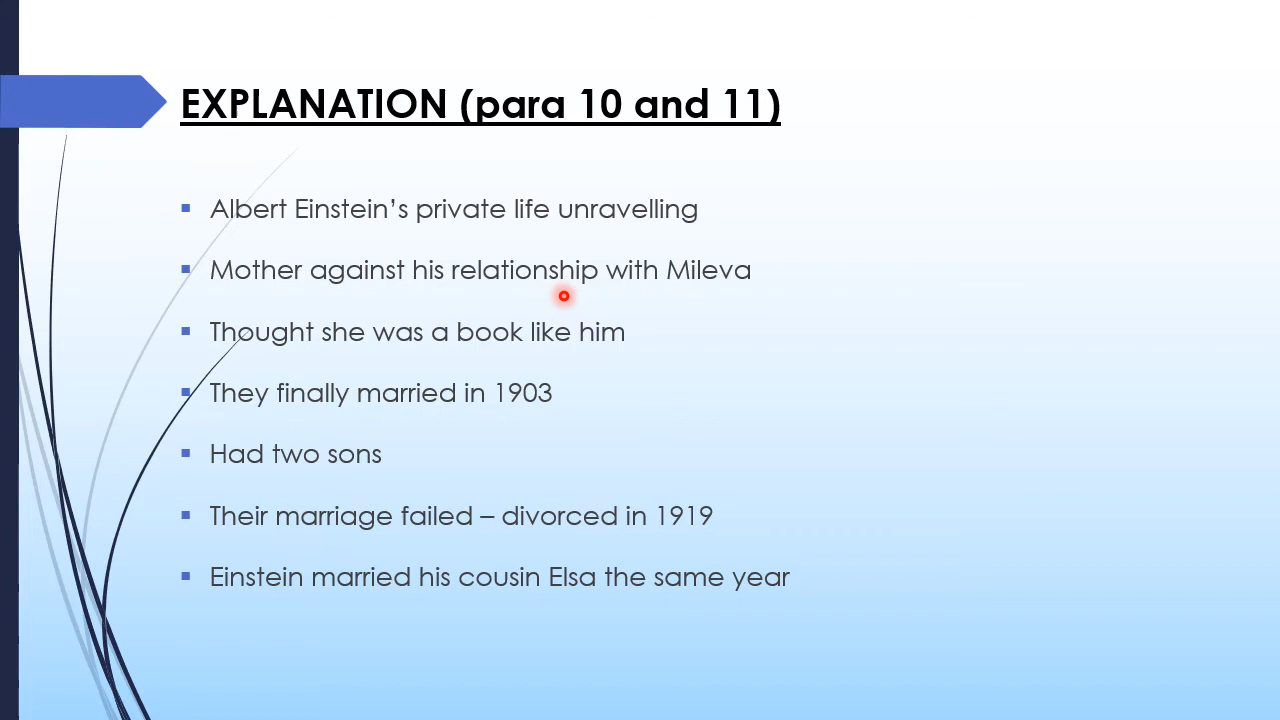 EXPLANATION (para 10 and 11)
Albert Einstein’s private life unravelling
Mother against his relationship with Mileva
Thought she was a book like him
They finally married in 1903
Had two sons
Their marriage failed – divorced in 1919
Einstein married his cousin Elsa the same year